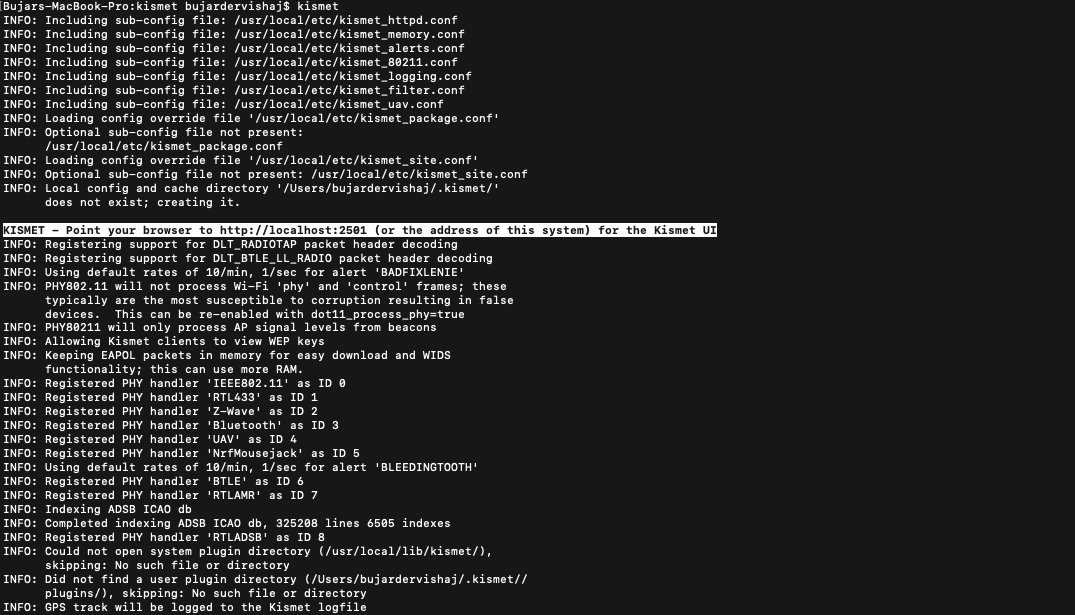 [Bujars-MacBook-Pro:kismet bujardervishaj$ kismet
INFO: Including sub-config file: /usr/local/etc/kismet_httpd.conf
INFO: Including sub-config file: /usr/local/etc/kismet_memory.conf
INFO: Including sub-config file: /usr/local/etc/kismet_alerts.conf
INFO: Including sub-config file: /usr/local/etc/kismet_80211.conf
INFO: Including sub-config file: /usr/local/etc/kismet_logging.conf
INFO: Including sub-config file: /usr/local/etc/kismet_filter.conf
INFO: Including sub-config file: /usr/local/etc/kismet_uav.conf
INFO: Loading config override file '/usr/local/etc/kismet_package.conf'
INFO: Optional sub-config file not present:
      /usr/local/etc/kismet_package.conf
INFO: Loading config override file '/usr/local/etc/kismet_site.conf'
INFO: Optional sub-config file not present: /usr/local/etc/kismet_site.conf
INFO: Local config and cache directory '/Users/bujardervishaj/.kismet/'
      does not exist; creating it.
KISMET - Point your browser to http://localhost:2501 (or the address of this system) for the Kismet UI
INFO: Registering support for DLT_RADIOTAP packet header decoding
INFO: Registering support for DLT_BTLE_LL_RADIO packet header decoding
INFO: Using default rates of 10/min, 1/sec for alert 'BADFIXLENIE'
INFO: PHY802.11 will not process Wi-Fi 'phy' and 'control' frames; these
      typically are the most susceptible to corruption resulting in false
      devices.  This can be re-enabled with dot11_process_phy=true
INFO: PHY80211 will only process AP signal levels from beacons
INFO: Allowing Kismet clients to view WEP keys
INFO: Keeping EAPOL packets in memory for easy download and WIDS
      functionality; this can use more RAM.
INFO: Registered PHY handler 'IEEE802.11' as ID 0
INFO: Registered PHY handler 'RTL433' as ID 1
INFO: Registered PHY handler 'Z-Wave' as ID 2
INFO: Registered PHY handler 'Bluetooth' as ID 3
INFO: Registered PHY handler 'UAV' as ID 4
INFO: Registered PHY handler 'NrfMousejack' as ID 5
INFO: Using default rates of 10/min, 1/sec for alert 'BLEEDINGTOOTH'
INFO: Registered PHY handler 'BTLE' as ID 6
INFO: Registered PHY handler 'RTLAMR' as ID 7
INFO: Indexing ADSB ICAO db
INFO: Completed indexing ADSB ICAO db, 325208 lines 6505 indexes
INFO: Registered PHY handler 'RTLADSB' as ID 8
INFO: Could not open system plugin directory (/usr/local/lib/kismet/),
      skipping: No such file or directory
INFO: Did not find a user plugin directory (/Users/bujardervishaj/.kismet//
      plugins/), skipping: No such file or directory
INFO: GPS track will be logged to the Kismet logfile